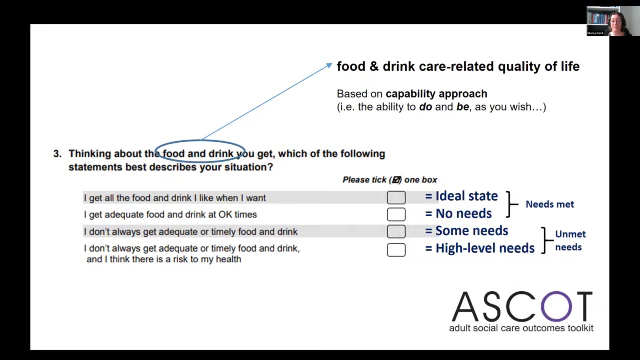 food & drink care-related quality of life
Based on capability approach
(i.e. the ability to do and be, as you wish…)
3. Thinking about the food and drink you get, which of the following
statements best describes your situation?
Please tick (☑) one box
I get all the food and drink I like when I want
= Ideal state
I get adequate food and drink at OK times
= No needs
Needs met
I don't always get adequate or timely food and drink
= Some needs
I don't always get adequate or timely food and drink,
and I think there is a risk to my health
= High-level needs
Unmet
needs
ASCOT
adult social care outcomes toolkit